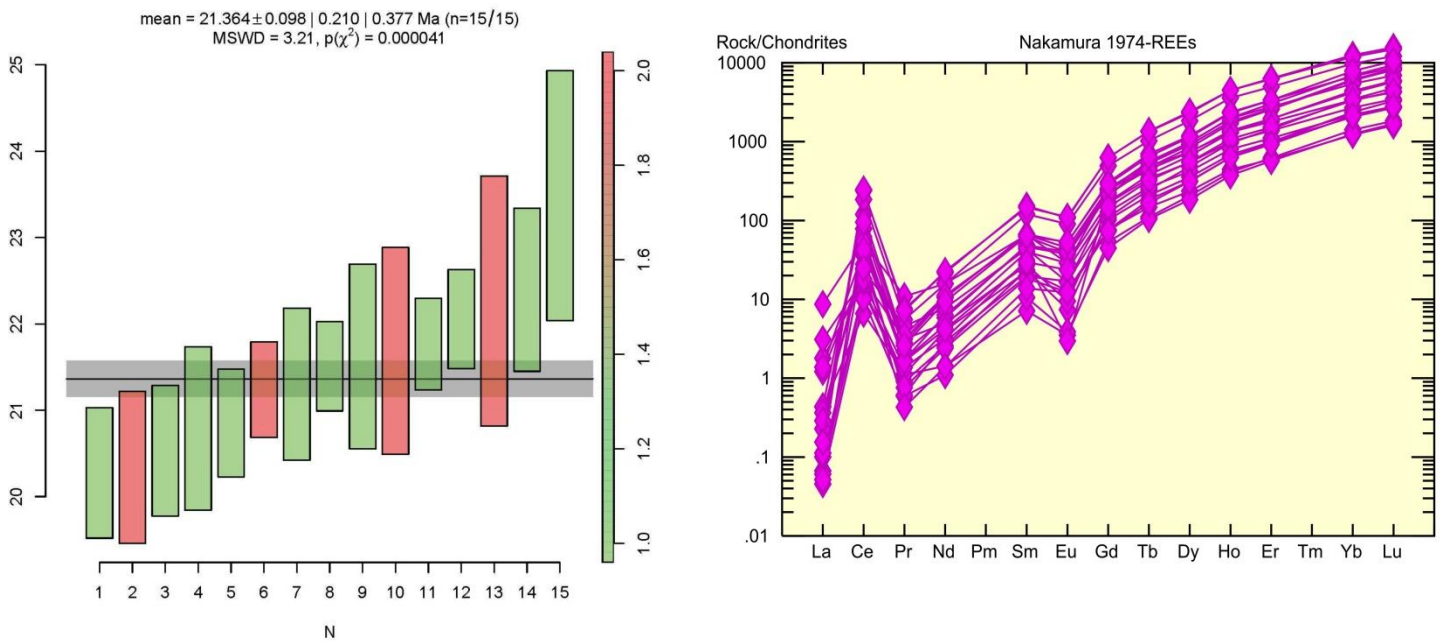 mean = 21.364±0.098 | 0.210 | 0.377 Ma (n=15/15)
MSWD = 3.21, p(χ²) = 0.000041
25
24
23
22
21
20
1 2 3 4 5 6 7 8 9 10 11 12 13 14 15
N
2.0
1.8
1.6
1.4
1.2
1.0
Rock/Chondrites
Nakamura 1974-REEs
10000
1000
100
10
1
.1
.01
La Ce Pr Nd Pm Sm Eu Gd Tb Dy Ho Er Tm Yb Lu